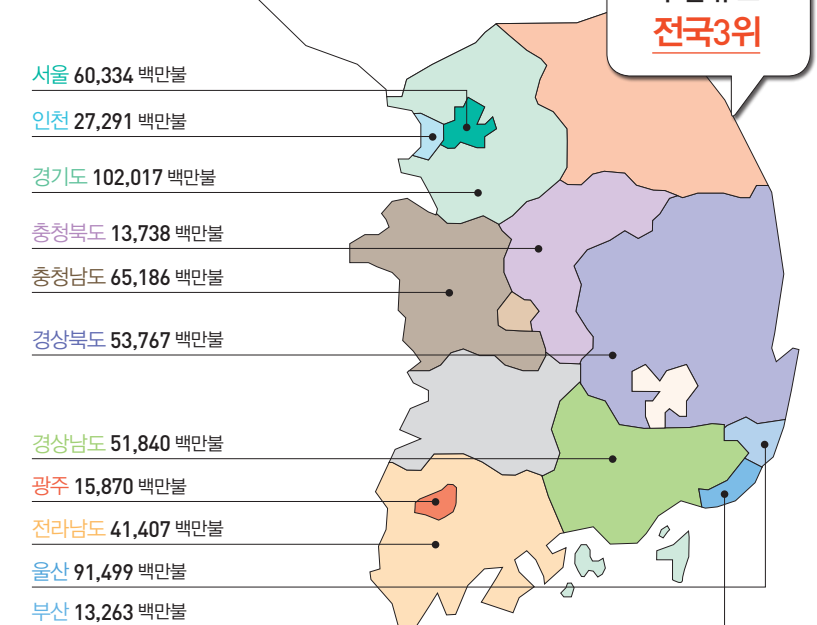 전국3위
서울 60,334 백만불
인천 27,291 백만불
경기도 102,017 백만불
충청북도 13,738 백만불
충청남도 65,186 백만불
경상북도 53,767 백만불
경상남도 51,840 백만불
광주 15,870 백만불
전라남도 41,407 백만불
울산 91,499 백만불
부산 13,263 백만불